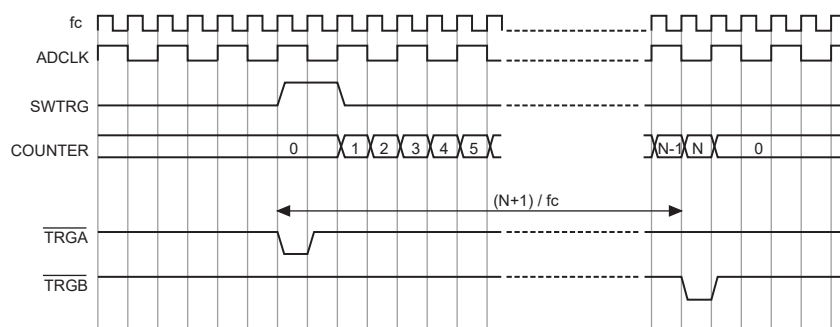 fc
ADCLK
SWTRG
COUNTER 0 1 2 3 4 5 N-1 N 0
(N+1) / fc
TRGA
TRGB